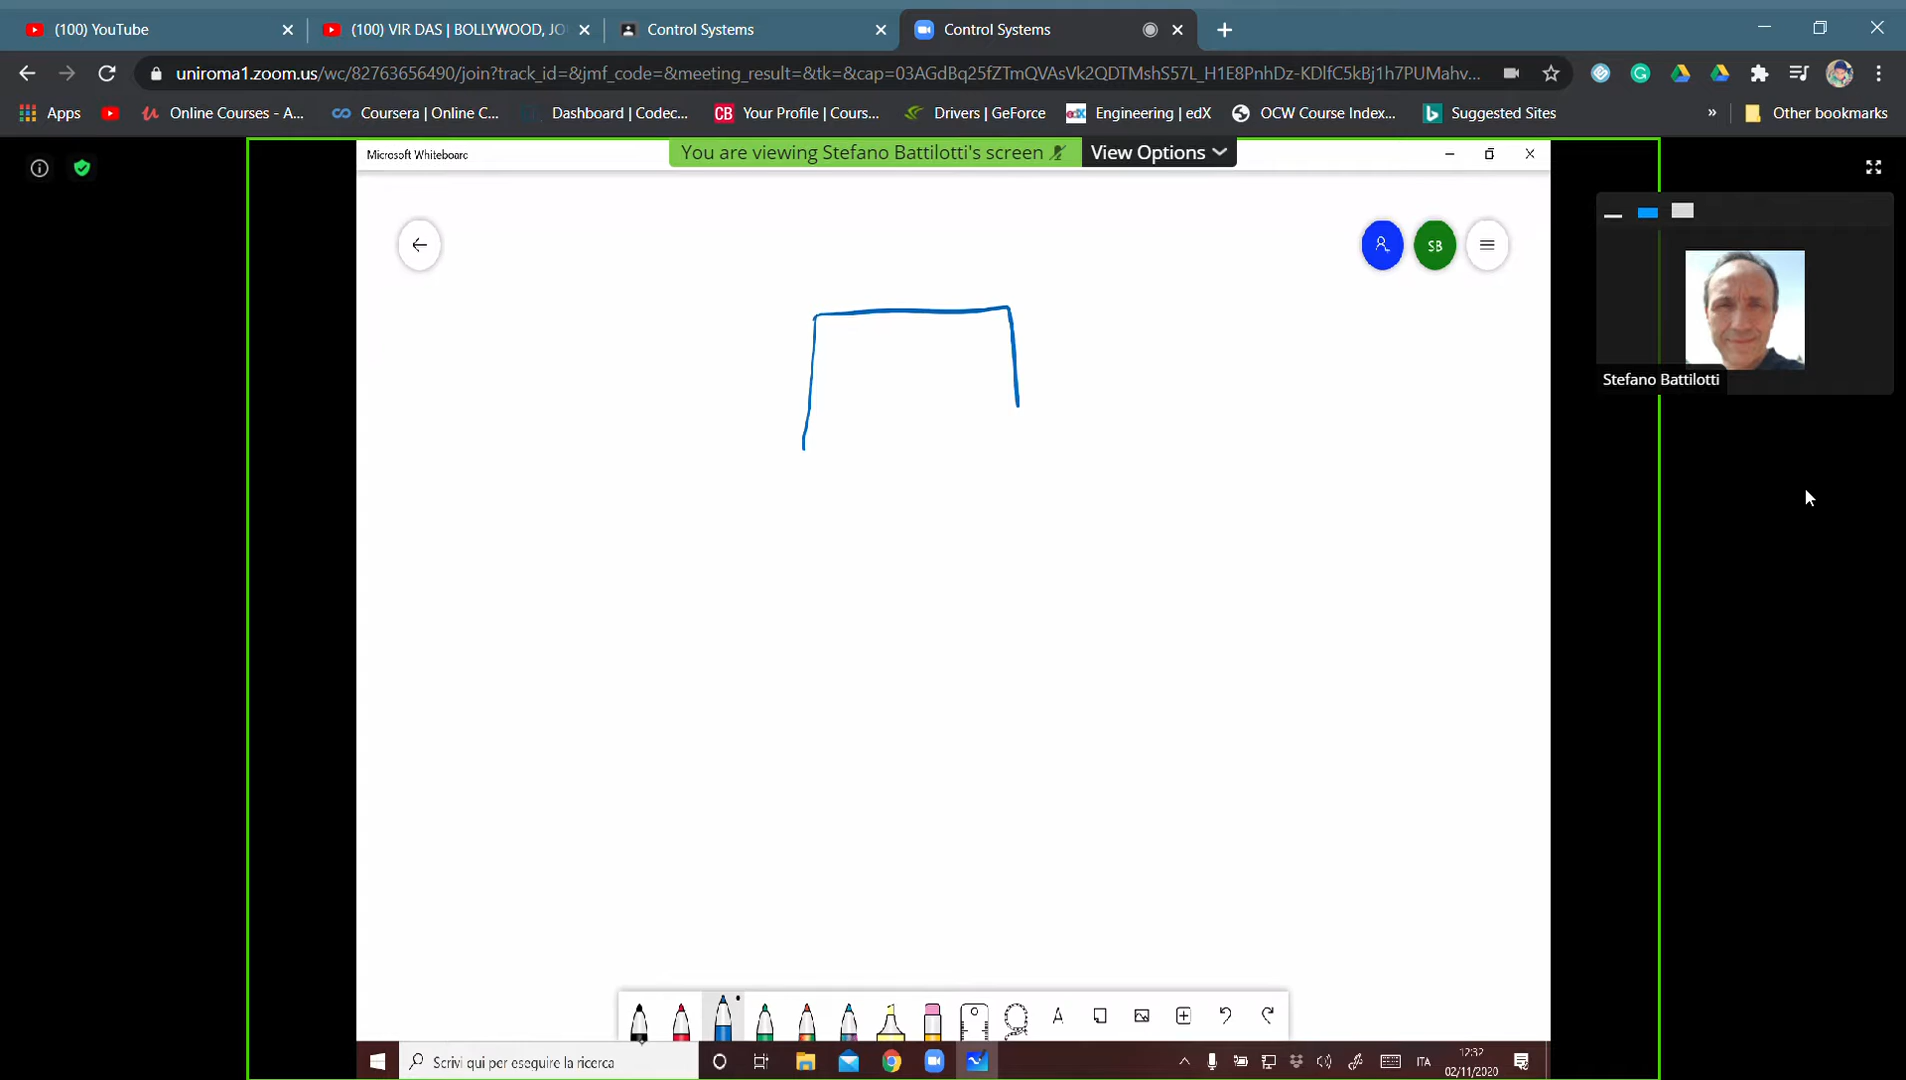 (100) YouTube
(100) VIR DAS | BOLLYWOOD, JO
Control Systems
Control Systems
uniroma1.zoom.us/wc/82763656490/join?track_id=&jmf_code=&meeting_result=&tk=&cap=03AGdBq25fZTmQVAsVk2QDTMshS57L_H1E8PnhDz-KDlfC5kBj1h7PUMahv...
Apps
Online Courses - A...
Coursera | Online C...
Dashboard | Codec...
CB
Your Profile | Cours...
Drivers | GeForce
edX
Engineering | edX
OCW Course Index...
Suggested Sites
»
Other bookmarks
Microsoft Whiteboard
You are viewing Stefano Battilotti's screen
View Options
SB
Stefano Battilotti
A
Scrivi qui per eseguire la ricerca
ITA
12:32
02/11/2020